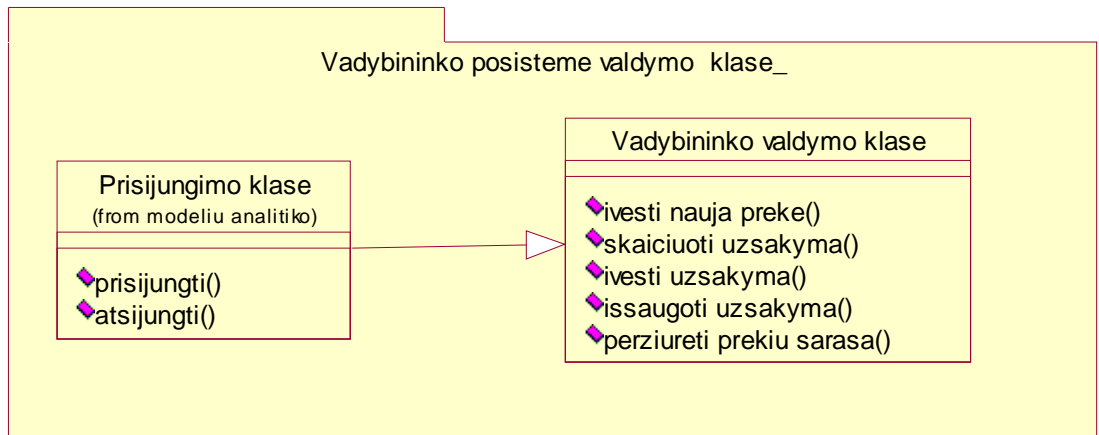 Vadybininko posisteme valdymo klase_
Prisijungimo klase
(from modeliu analitiko)
prisijungti()
atsijungti()
Vadybininko valdymo klase
ivesti nauja preke()
skaiciuoti uzsakyma()
ivesti uzsakyma()
issaugoti uzsakyma()
perziureti prekiu sarasa()